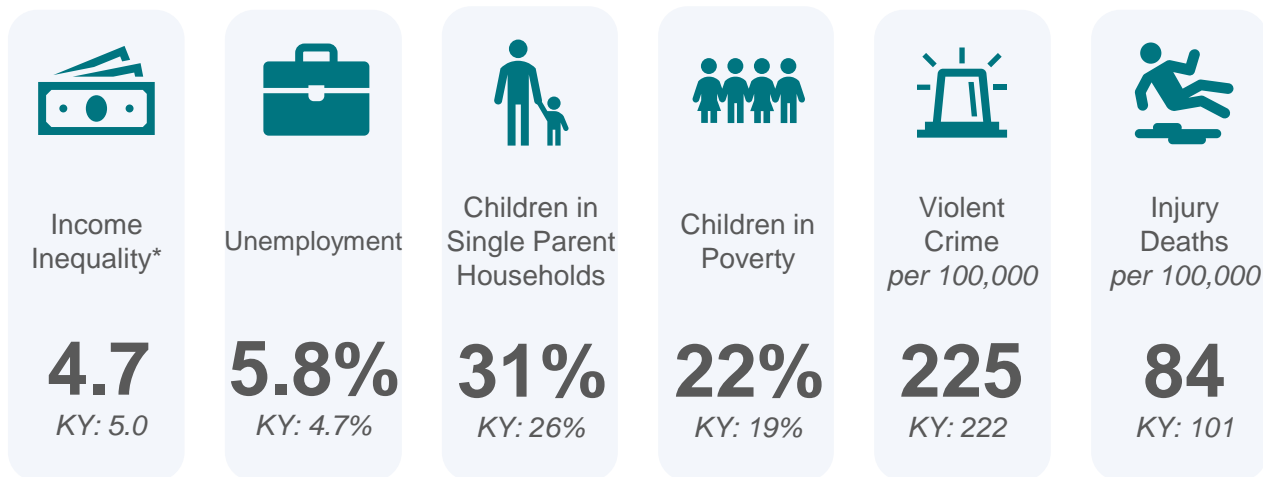 Income
Inequality*
4.7
KY: 5.0
Unemployment
5.8%
KY: 4.7%
Children in
Single Parent
Households
31%
KY: 26%
Children in
Poverty
22%
KY: 19%
Violent
Crime
per 100,000
225
KY: 222
Injury
Deaths
per 100,000
84
KY: 101